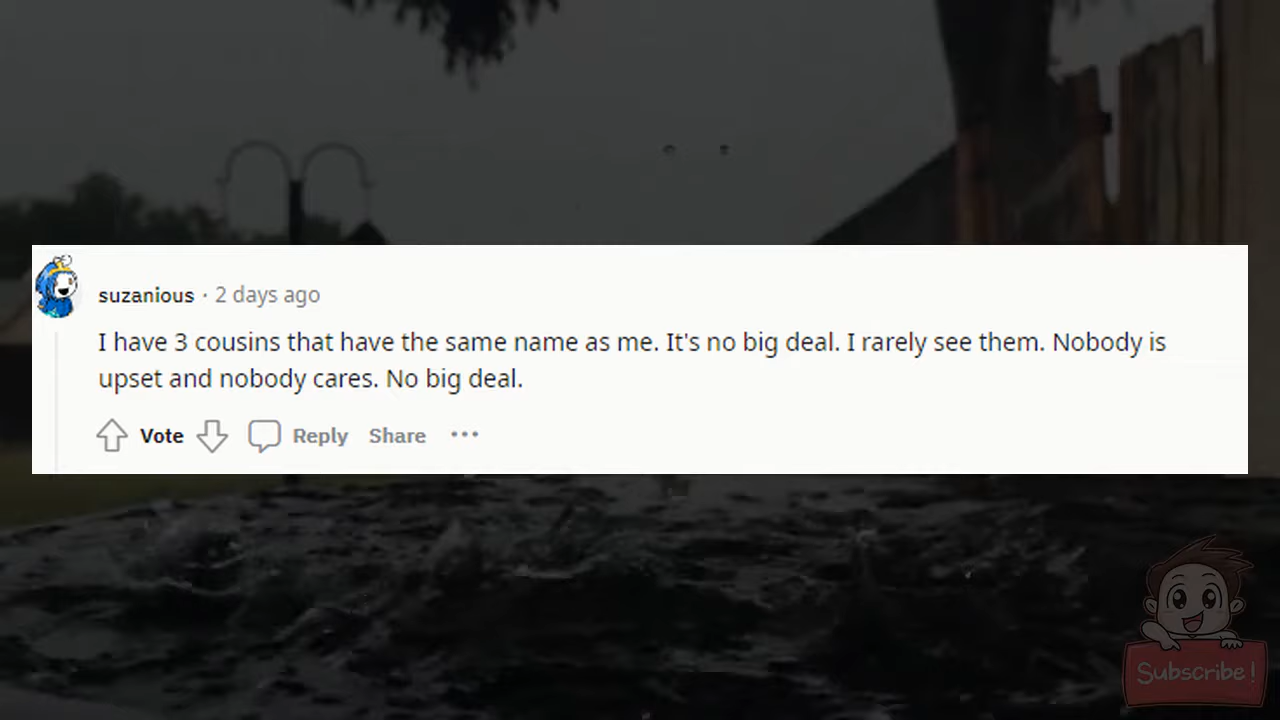 suzanious · 2 days ago
I have 3 cousins that have the same name as me. It's no big deal. I rarely see them. Nobody is
upset and nobody cares. No big deal.
Vote Reply Share ···
Subscribe!